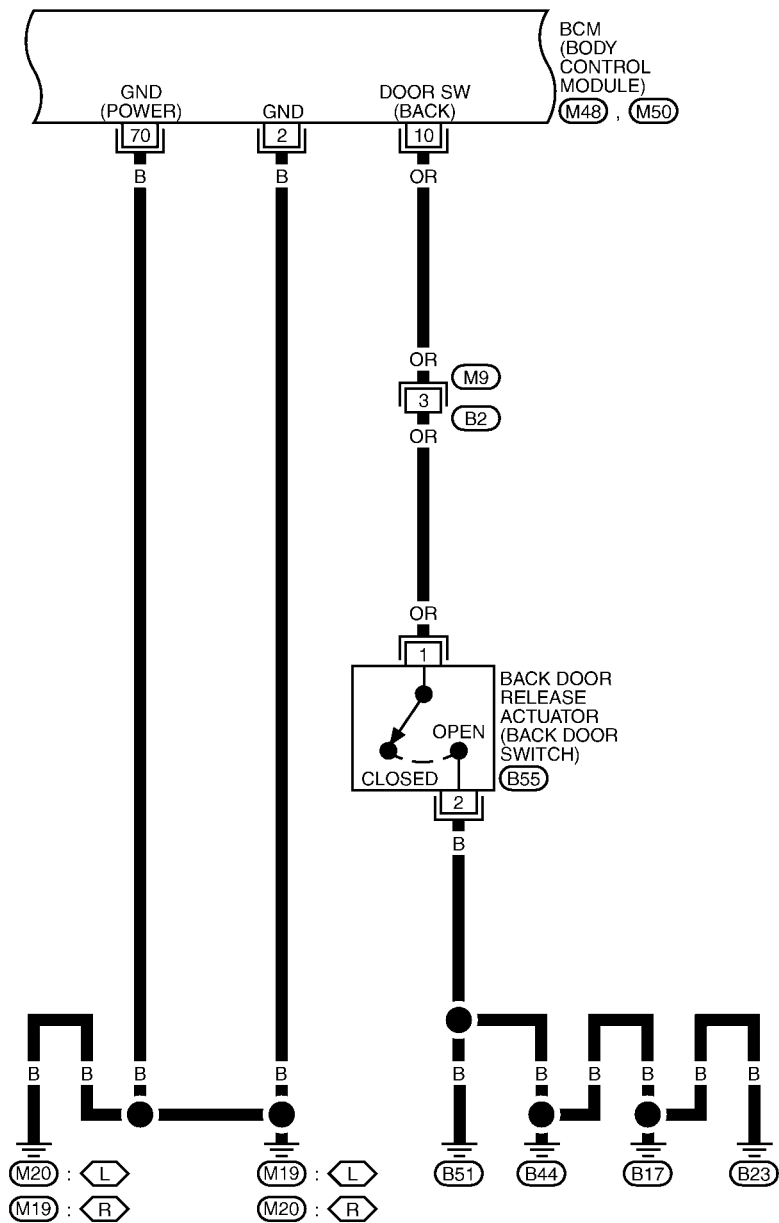 BCM
(BODY
CONTROL
MODULE)
M48 , M50
GND
(POWER)
GND
DOOR SW
(BACK)
70
2
10
B
B
OR
OR
M9
3
B2
OR
OR
1
BACK DOOR
RELEASE
ACTUATOR
(BACK DOOR
SWITCH)
B55
OPEN
CLOSED
2
B
B B B B B B B B B B
M20 : L
M19 : R
M19 : L
M20 : R
B51
B44
B17
B23